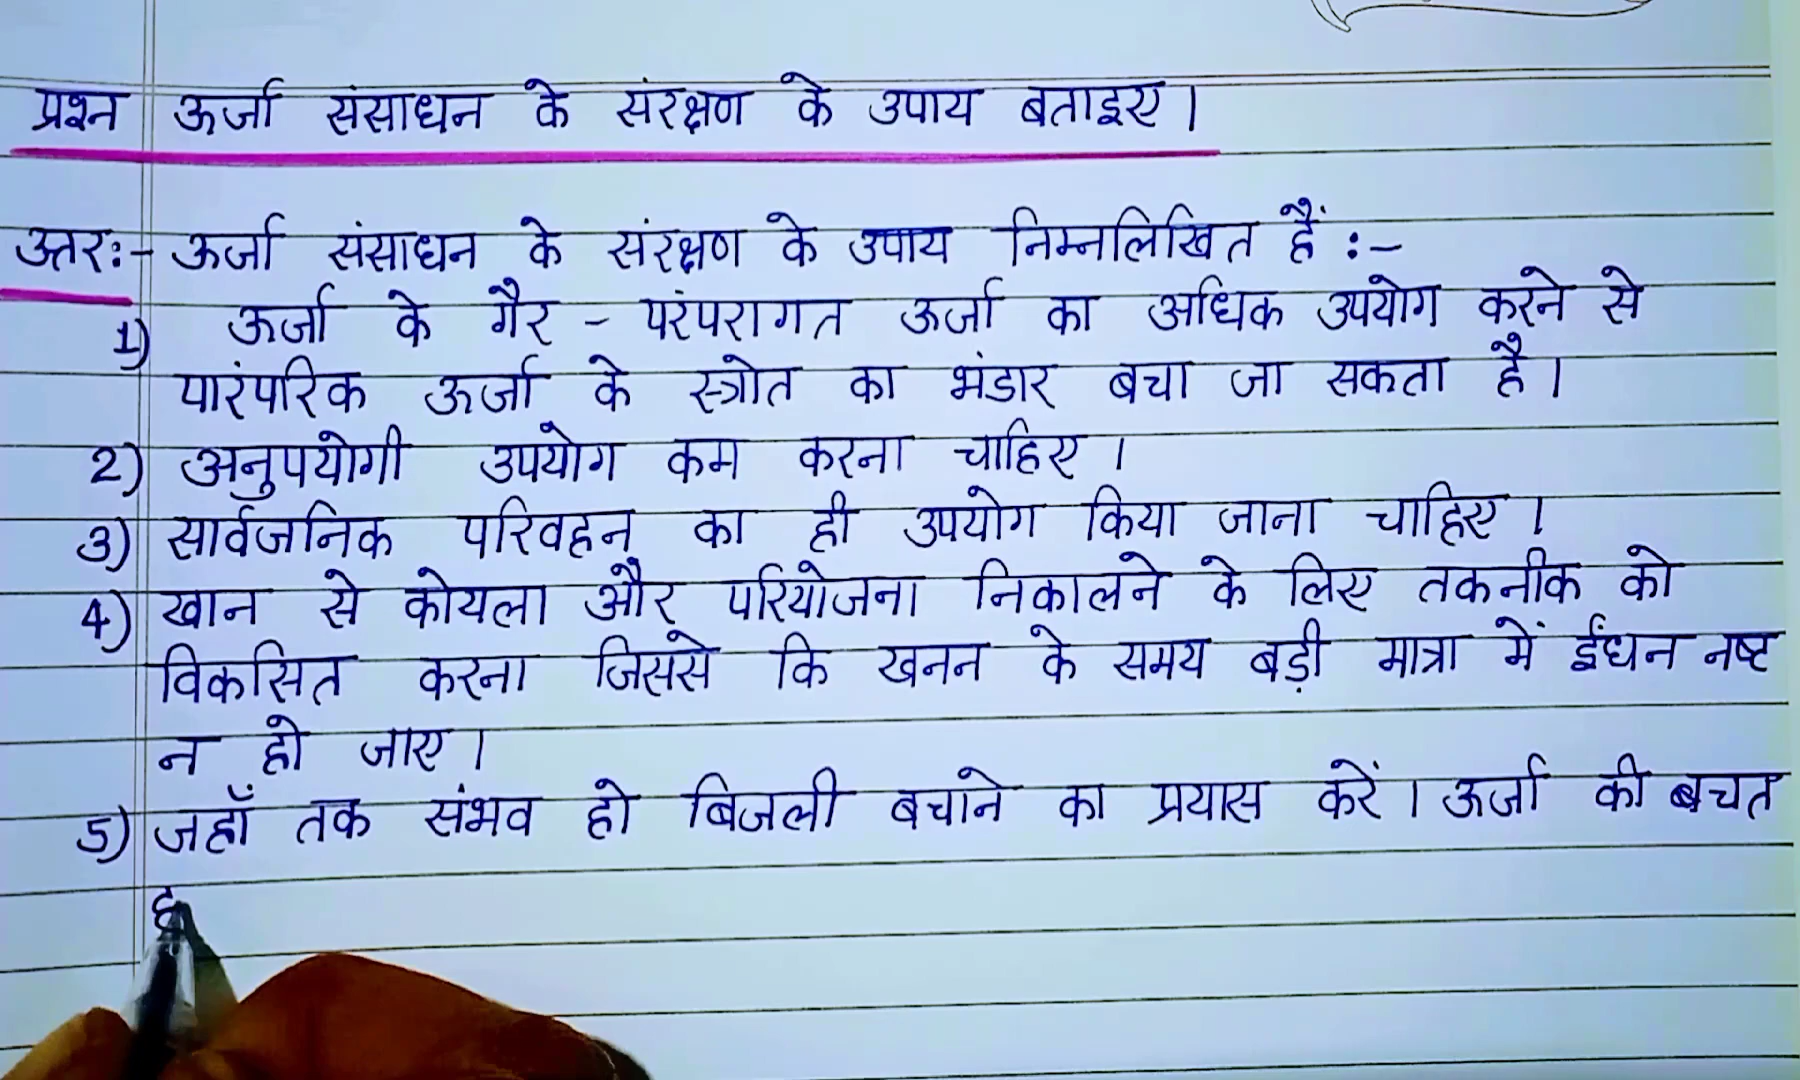 प्रश्न ऊर्जा संसाधन के संरक्षण के उपाय बताइए।
उत्तरः- ऊर्जा संसाधन के संरक्षण के उपाय निम्नलिखित हैं :-
1) ऊर्जा के गैर - परंपरागत ऊर्जा का अधिक उपयोग करने से
पारंपरिक ऊर्जा के स्त्रोत का भंडार बचा जा सकता है।
2) अनुपयोगी उपयोग कम करना चाहिए।
3) सार्वजनिक परिवहन का ही उपयोग किया जाना चाहिए।
4) खान से कोयला और परियोजना निकालने के लिए तकनीक को
विकसित करना जिससे कि खनन के समय बड़ी मात्रा में ईंधन नष्ट
न हो जाए।
5) जहाँ तक संभव हो बिजली बचाने का प्रयास करें। ऊर्जा की बचत